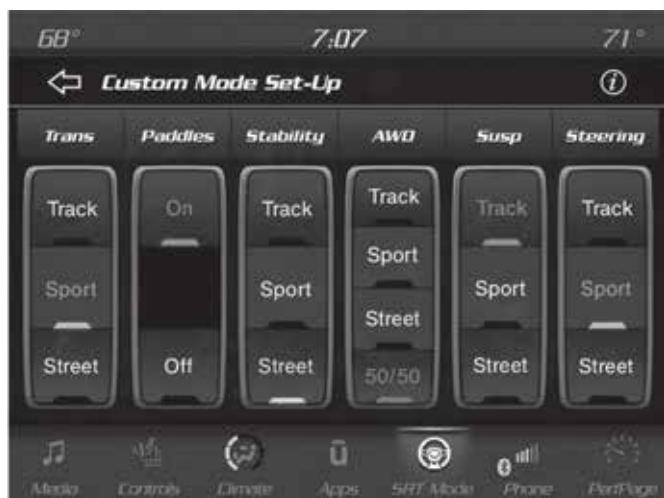 68° 7:07 71°
Custom Mode Set-Up i
Trans Paddles Stability AWD Susp Steering
Track On Track Track Track Track
Sport Sport Sport Sport Sport
Street
Street Off Street 50/50 Street Street
Media Controls Climate Apps SRT Mode Phone PerfPage